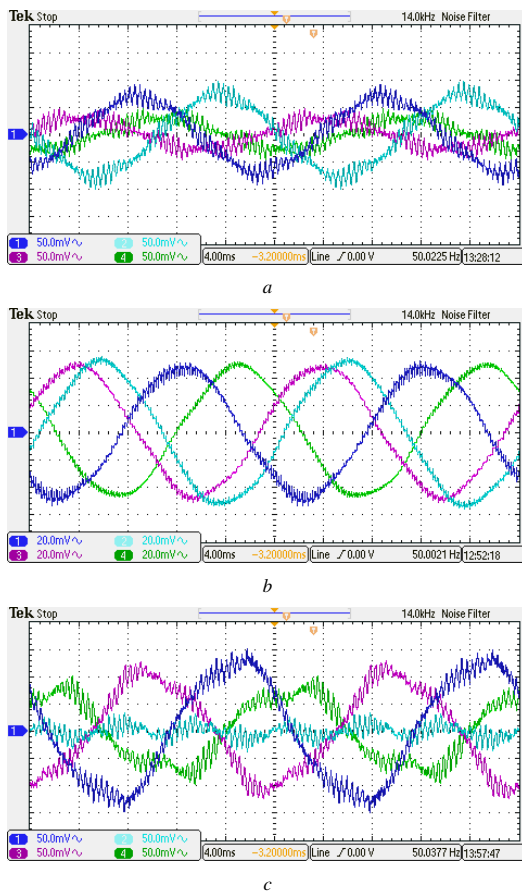 Tek Stop 14.0kHz Noise Filter
T
T
1
1 50.0mV∿ 2 50.0mV∿
3 50.0mV∿ 4 50.0mV∿ 4.00ms −3.20000ms Line ∫ 0.00 V 50.0225 Hz 13:28:12
a
Tek Stop 14.0kHz Noise Filter
T
T
1
1 20.0mV∿ 2 20.0mV∿
3 20.0mV∿ 4 20.0mV∿ 4.00ms −3.20000ms Line ∫ 0.00 V 50.0021 Hz 12:52:18
b
Tek Stop 14.0kHz Noise Filter
T
T
1
1 50.0mV∿ 2 50.0mV∿
3 50.0mV∿ 4 50.0mV∿ 4.00ms −3.20000ms Line ∫ 0.00 V 50.0377 Hz 13:57:47
c